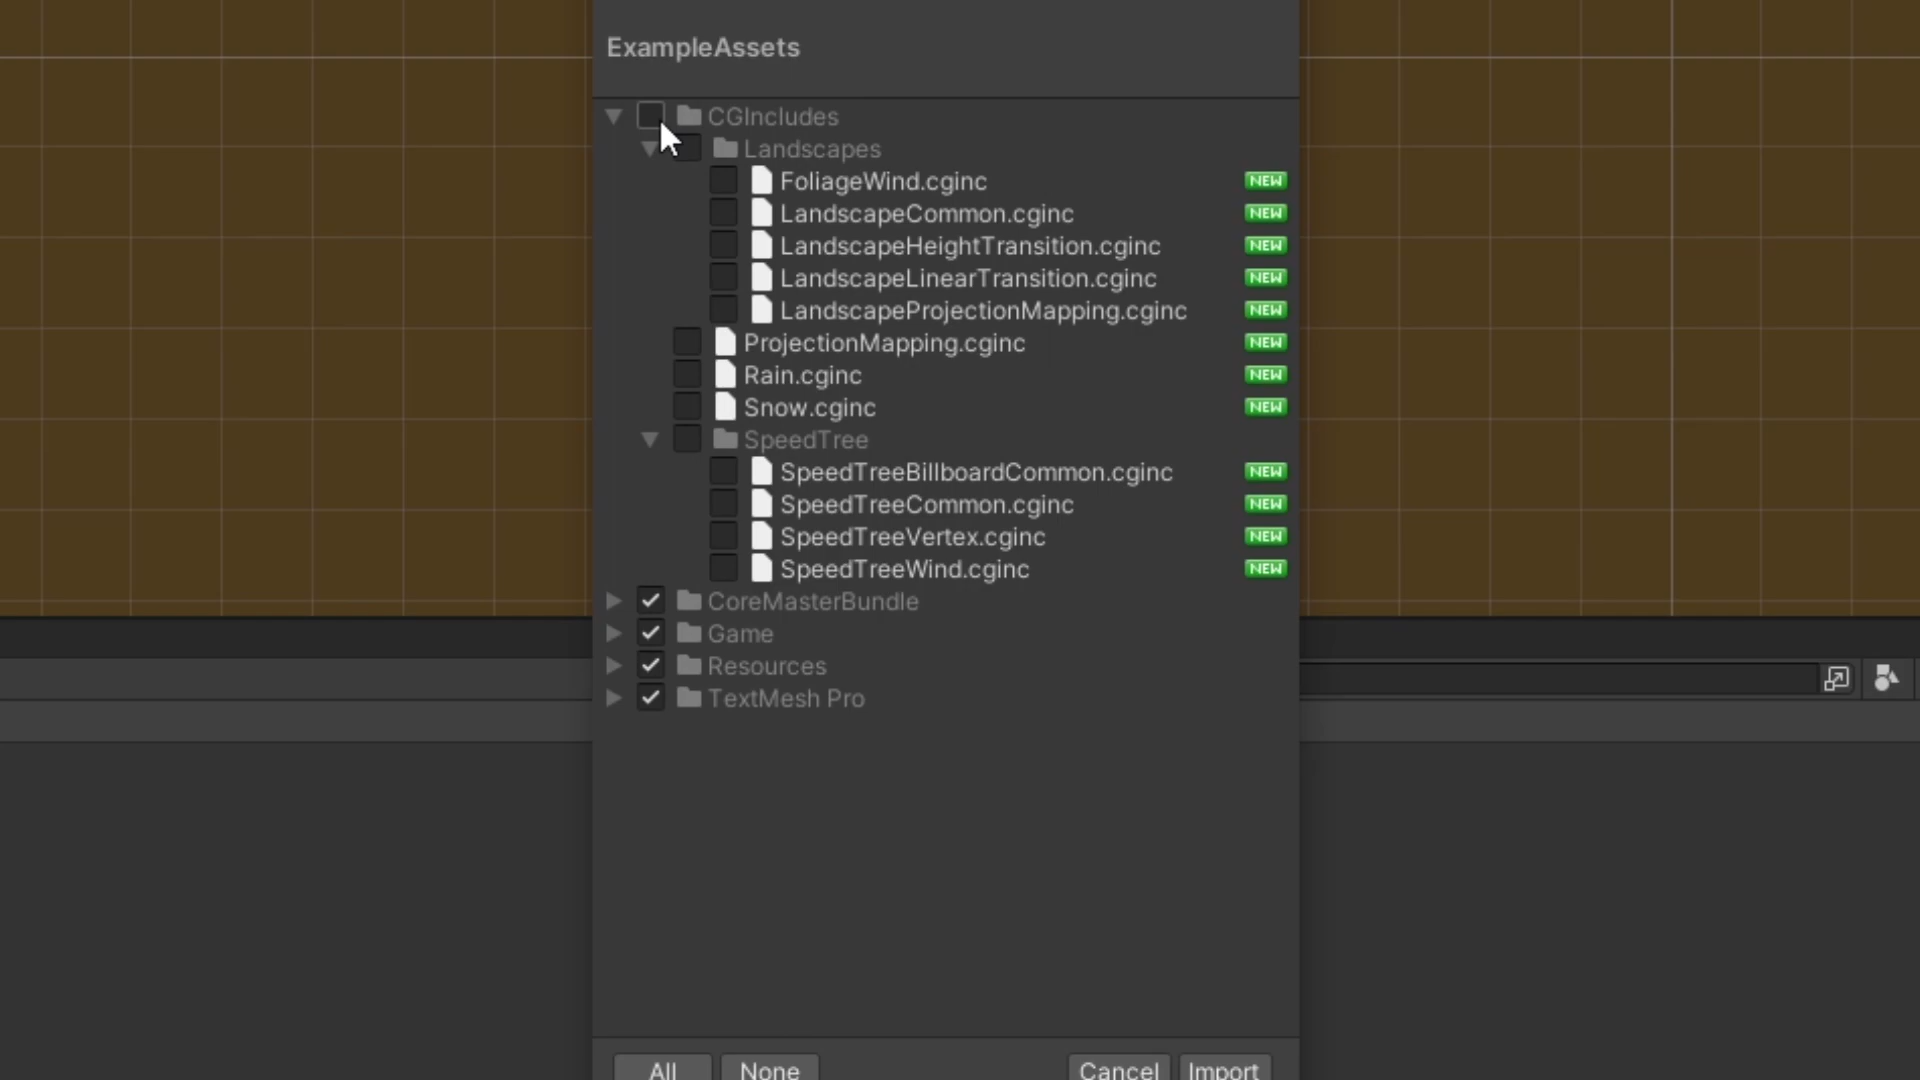 ExampleAssets
CGIncludes
Landscapes
FoliageWind.cginc NEW
LandscapeCommon.cginc NEW
LandscapeHeightTransition.cginc NEW
LandscapeLinearTransition.cginc NEW
LandscapeProjectionMapping.cginc NEW
ProjectionMapping.cginc NEW
Rain.cginc NEW
Snow.cginc NEW
SpeedTree
SpeedTreeBillboardCommon.cginc NEW
SpeedTreeCommon.cginc NEW
SpeedTreeVertex.cginc NEW
SpeedTreeWind.cginc NEW
CoreMasterBundle
Game
Resources
TextMesh Pro
All None Cancel Import